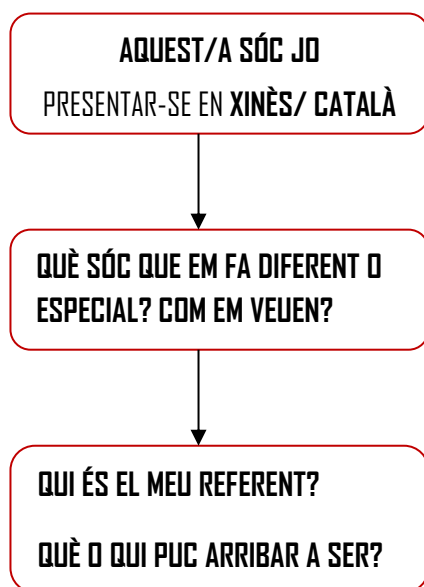 AQUEST/A SÓC JO
PRESENTAR-SE EN XINÈS/ CATALÀ
QUÈ SÓC QUE EM FA DIFERENT O
ESPECIAL? COM EM VEUEN?
QUI ÉS EL MEU REFERENT?
QUÈ O QUI PUC ARRIBAR A SER?